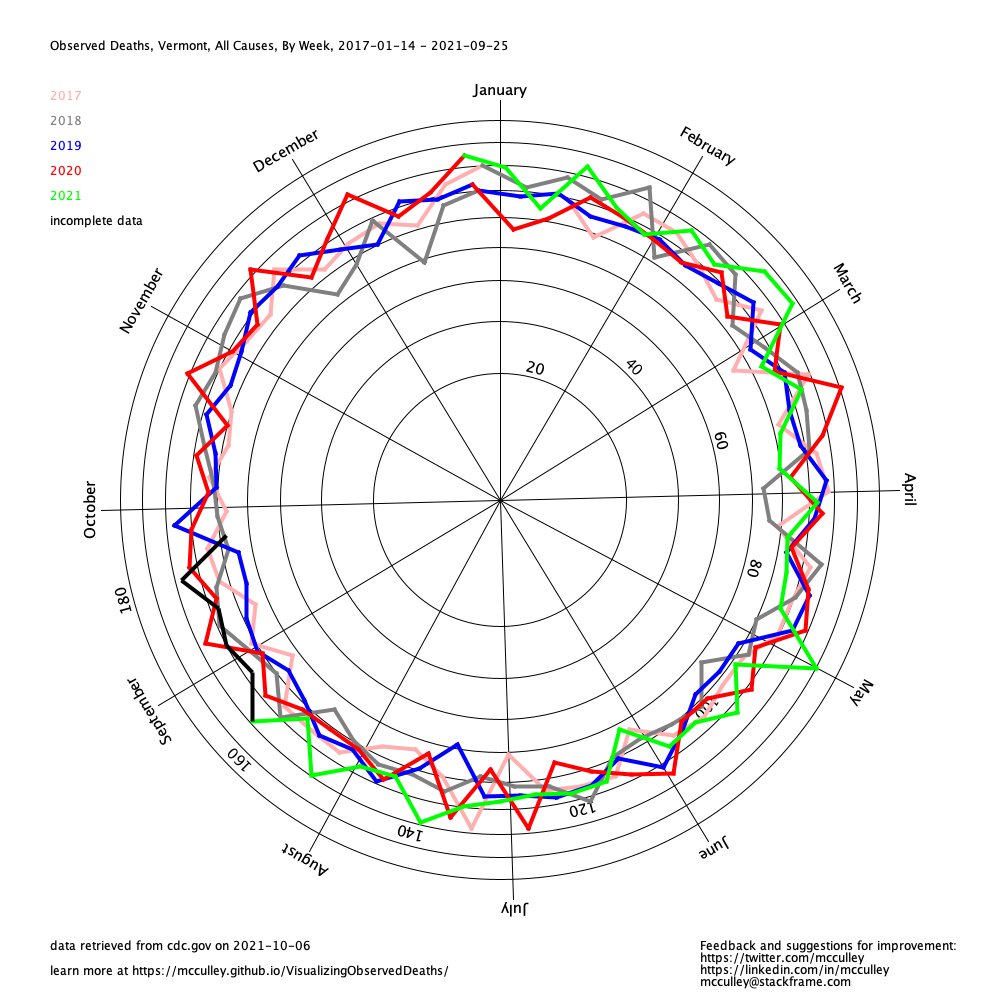 Observed Deaths, Vermont, All Causes, By Week, 2017-01-14 - 2021-09-25
January
2017
2018
2019
2020
2021
incomplete data
December
February
November
March
20
40
60
October
April
80
180
September
100
May
160
140
120
August
June
July
data retrieved from cdc.gov on 2021-10-06
learn more at https://mcculley.github.io/VisualizingObservedDeaths/
Feedback and suggestions for improvement:
https://twitter.com/mcculley
https://linkedin.com/in/mcculley
mcculley@stackframe.com